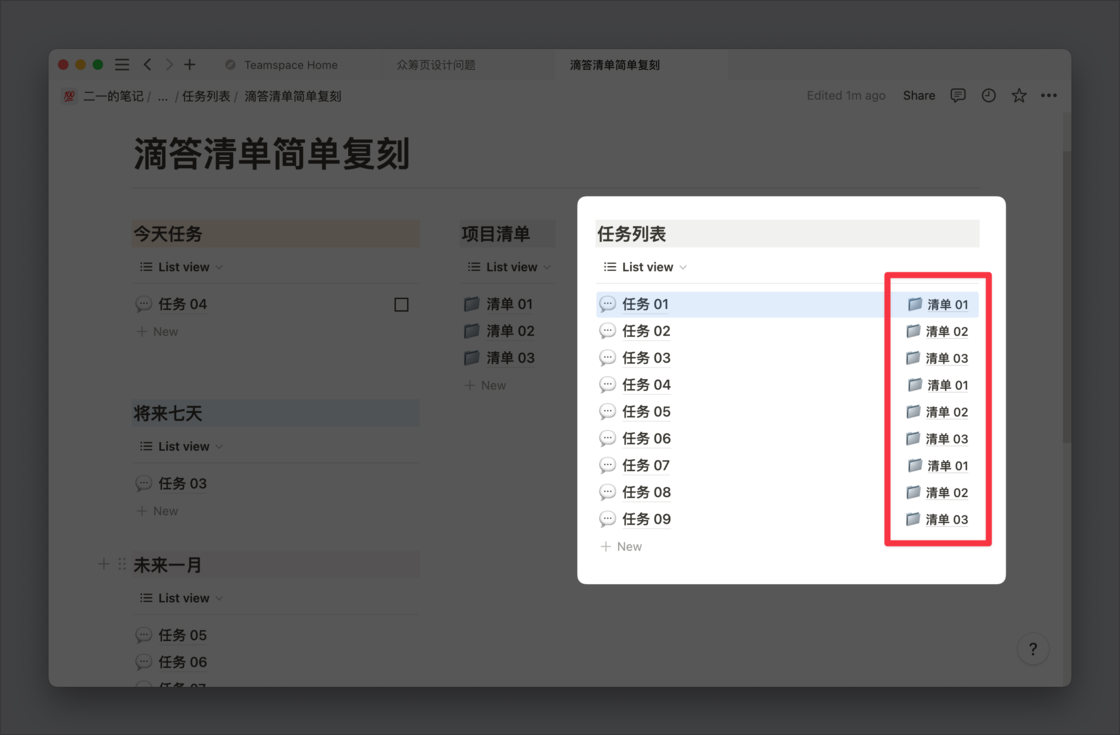 Teamspace Home
众筹页设计问题
滴答清单简单复刻
二一的笔记 / ... / 任务列表 / 滴答清单简单复刻
Edited 1m ago
Share
滴答清单简单复刻
今天任务
List view
任务 04
+ New
将来七天
List view
任务 03
+ New
未来一月
List view
任务 05
任务 06
任务 07
项目清单
List view
清单 01
清单 02
清单 03
+ New
任务列表
List view
任务 01 清单 01
任务 02 清单 02
任务 03 清单 03
任务 04 清单 01
任务 05 清单 02
任务 06 清单 03
任务 07 清单 01
任务 08 清单 02
任务 09 清单 03
+ New
?